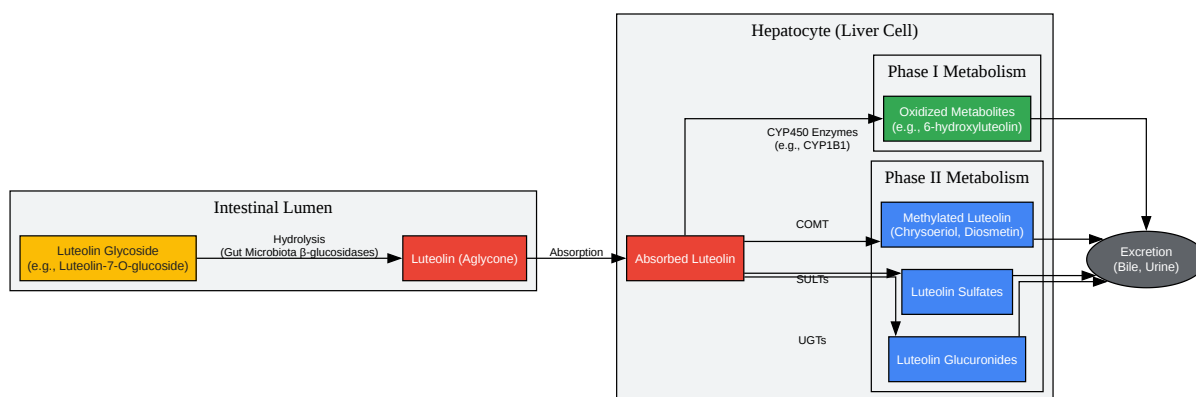 Hepatocyte (Liver Cell)
Phase I Metabolism
Oxidized Metabolites
(e.g., 6-hydroxyluteolin)
CYP450 Enzymes
(e.g., CYP1B1)
Phase II Metabolism
Intestinal Lumen
Luteolin Glycoside
(e.g., Luteolin-7-O-glucoside)
Hydrolysis
(Gut Microbiota β-glucosidases)
Luteolin (Aglycone)
Absorption
Absorbed Luteolin
COMT
Methylated Luteolin
(Chrysoeriol, Diosmetin)
SULTs
Luteolin Sulfates
UGTs
Luteolin Glucuronides
Excretion
(Bile, Urine)